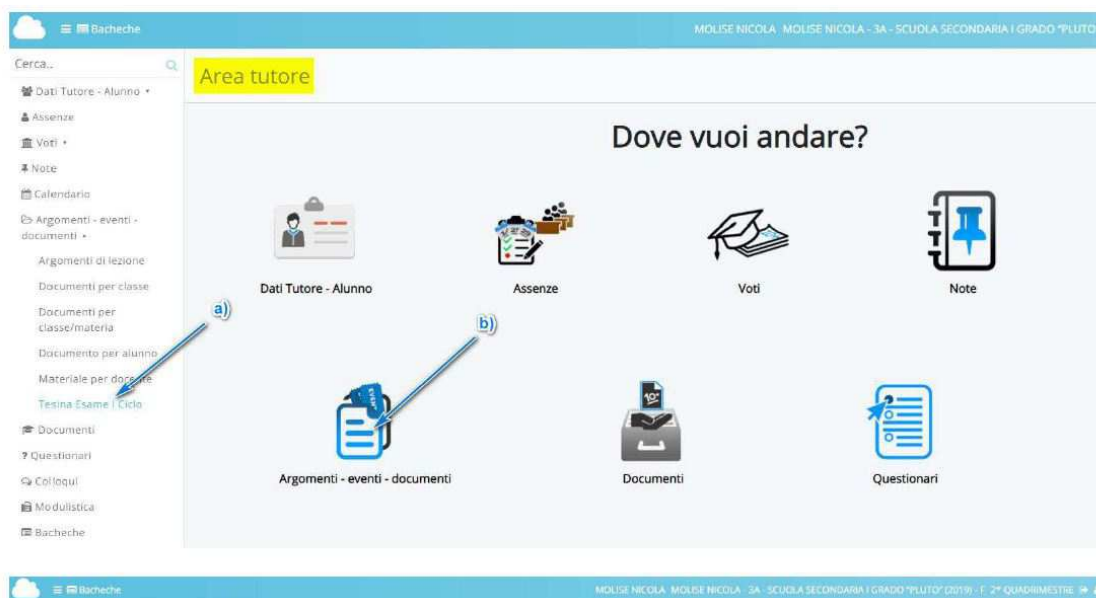 Bacheche
MOLISE NICOLA MOLISE NICOLA - 3A - SCUOLA SECONDARIA I GRADO "PLUTO"
Cerca..
Area tutore
Dati Tutore - Alunno
Assenze
Voti
Note
Calendario
Argomenti - eventi -
documenti
Argomenti di lezione
Documenti per classe
Documenti per
classe/materia
Documento per alunno
Materiale per docente
Tesina Esame I Ciclo
Documenti
? Questionari
Colloqui
Modulistica
Bacheche
Dove vuoi andare?
Dati Tutore - Alunno
Assenze
Voti
Note
a)
b)
EVENT
10-
Argomenti - eventi - documenti
Documenti
Questionari
Bacheche
MOLISE NICOLA MOLISE NICOLA - 3A - SCUOLA SECONDARIA I GRADO "PLUTO" (2019) - F. 2° QUADRIMESTRE